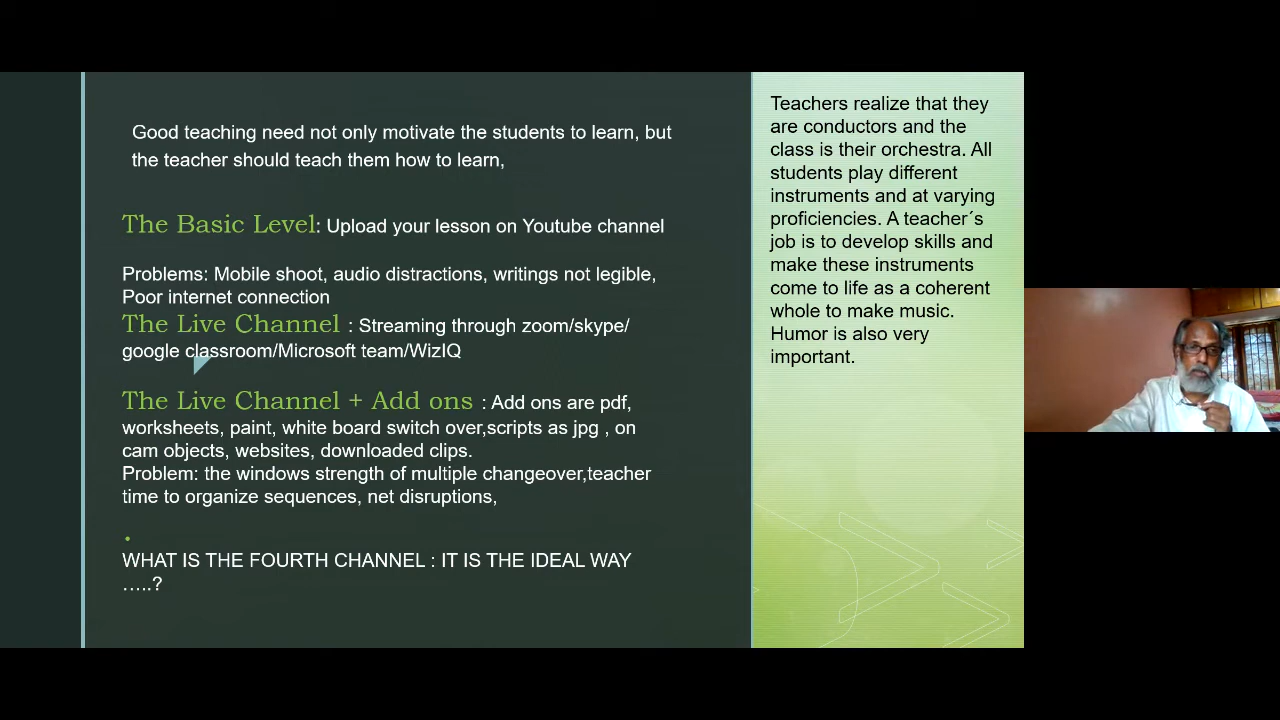 Good teaching need not only motivate the students to learn, but
the teacher should teach them how to learn,
The Basic Level: Upload your lesson on Youtube channel
Problems: Mobile shoot, audio distractions, writings not legible,
Poor internet connection
The Live Channel : Streaming through zoom/skype/
google classroom/Microsoft team/WizIQ
The Live Channel + Add ons : Add ons are pdf,
worksheets, paint, white board switch over,scripts as jpg , on
cam objects, websites, downloaded clips.
Problem: the windows strength of multiple changeover,teacher
time to organize sequences, net disruptions,
WHAT IS THE FOURTH CHANNEL : IT IS THE IDEAL WAY
…..?
Teachers realize that they
are conductors and the
class is their orchestra. All
students play different
instruments and at varying
proficiencies. A teacher´s
job is to develop skills and
make these instruments
come to life as a coherent
whole to make music.
Humor is also very
important.